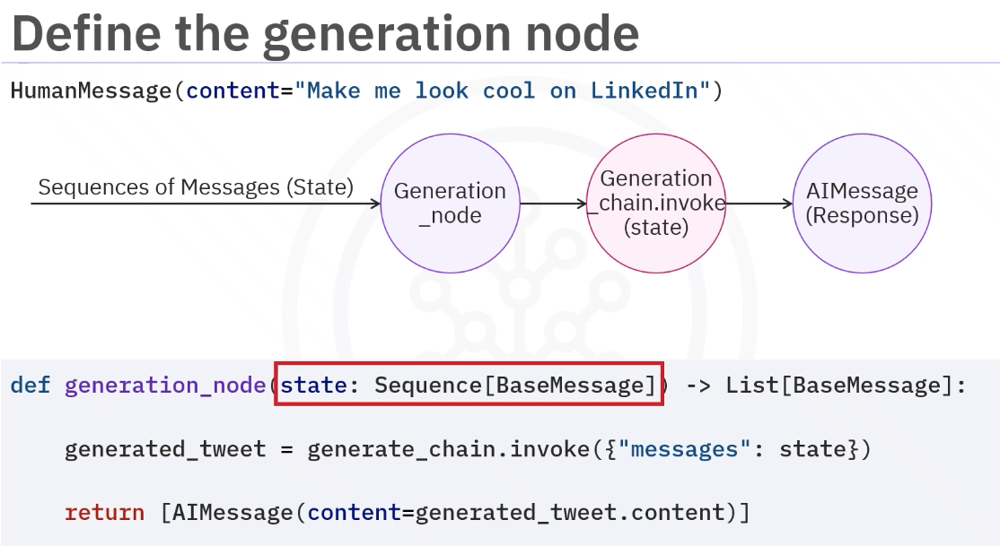 Define the generation node
HumanMessage(content="Make me look cool on LinkedIn")
Sequences of Messages (State)
Generation
_node
Generation
_chain.invoke
(state)
AIMessage
(Response)
def generation_node(state: Sequence[BaseMessage]) -> List[BaseMessage]:
generated_tweet = generate_chain.invoke({"messages": state})
return [AIMessage(content=generated_tweet.content)]